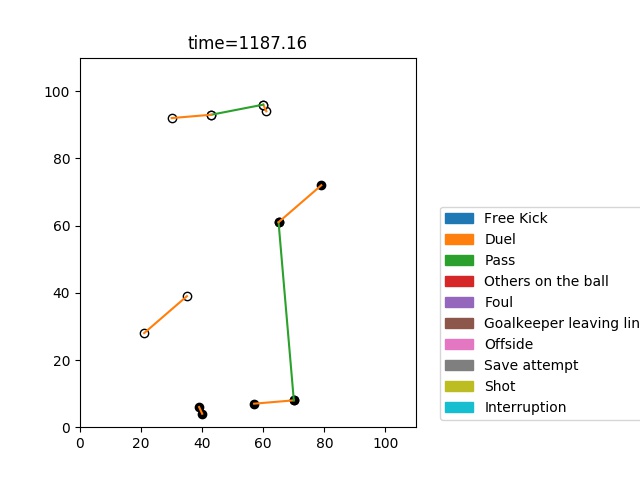 time=1187.16
100
80
60
40
20
0
0 20 40 60 80 100
Free Kick
Duel
Pass
Others on the ball
Foul
Goalkeeper leaving lin
Offside
Save attempt
Shot
Interruption